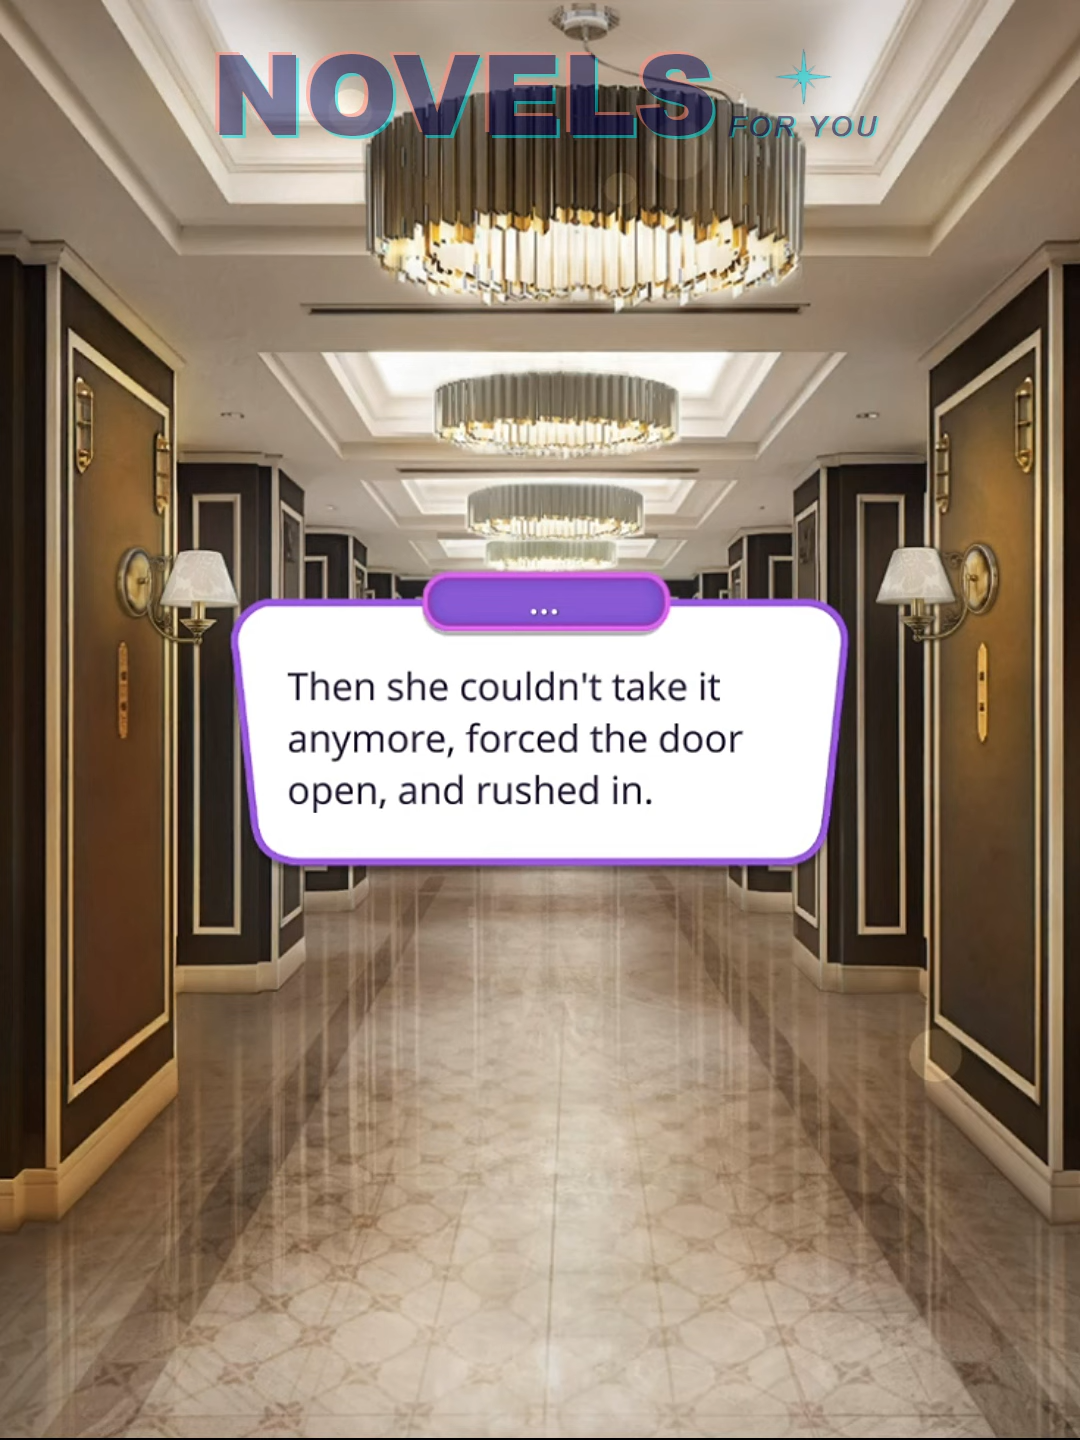 NOVELS
FOR YOU
...
Then she couldn't take it
anymore, forced the door
open, and rushed in.